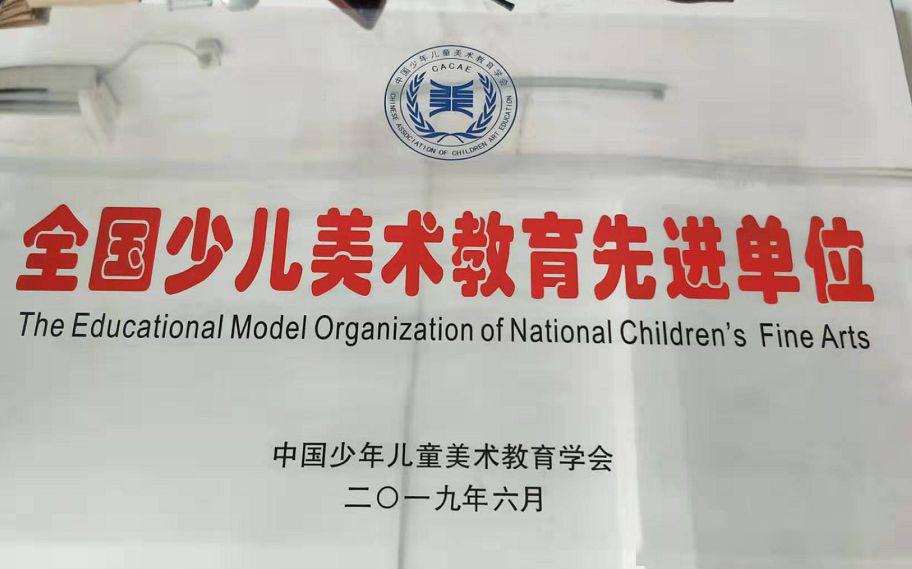 中国少年儿童美术教育学会
CACAE
CHINESE ASSOCIATION OF CHILDREN ART EDUCATION
全国少儿美术教育先进单位
The Educational Model Organization of National Children's Fine Arts
中国少年儿童美术教育学会
二〇一九年六月